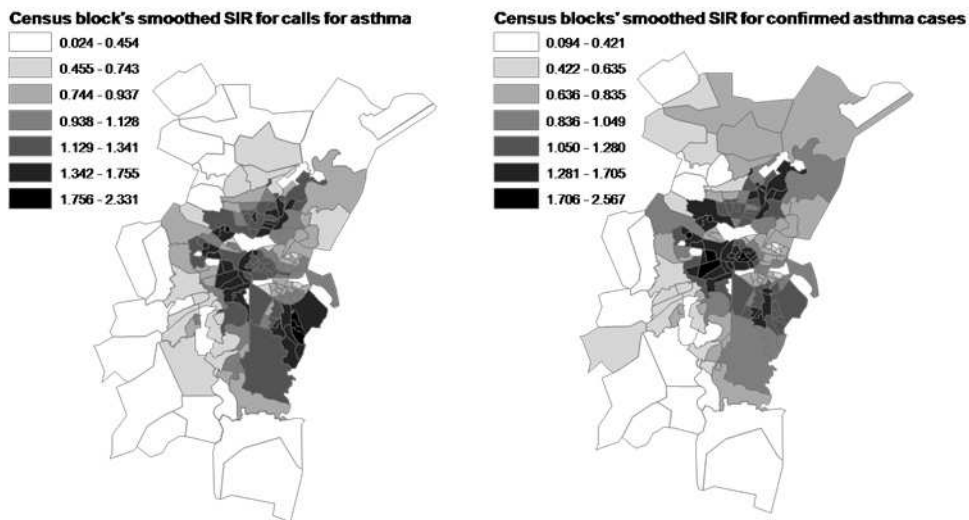 Census block's smoothed SIR for calls for asthma
0.024 - 0.454
0.455 - 0.743
0.744 - 0.937
0.938 - 1.128
1.129 - 1.341
1.342 - 1.755
1.756 - 2.331
Census blocks' smoothed SIR for confirmed asthma cases
0.094 - 0.421
0.422 - 0.635
0.636 - 0.835
0.836 - 1.049
1.050 - 1.280
1.281 - 1.705
1.706 - 2.567